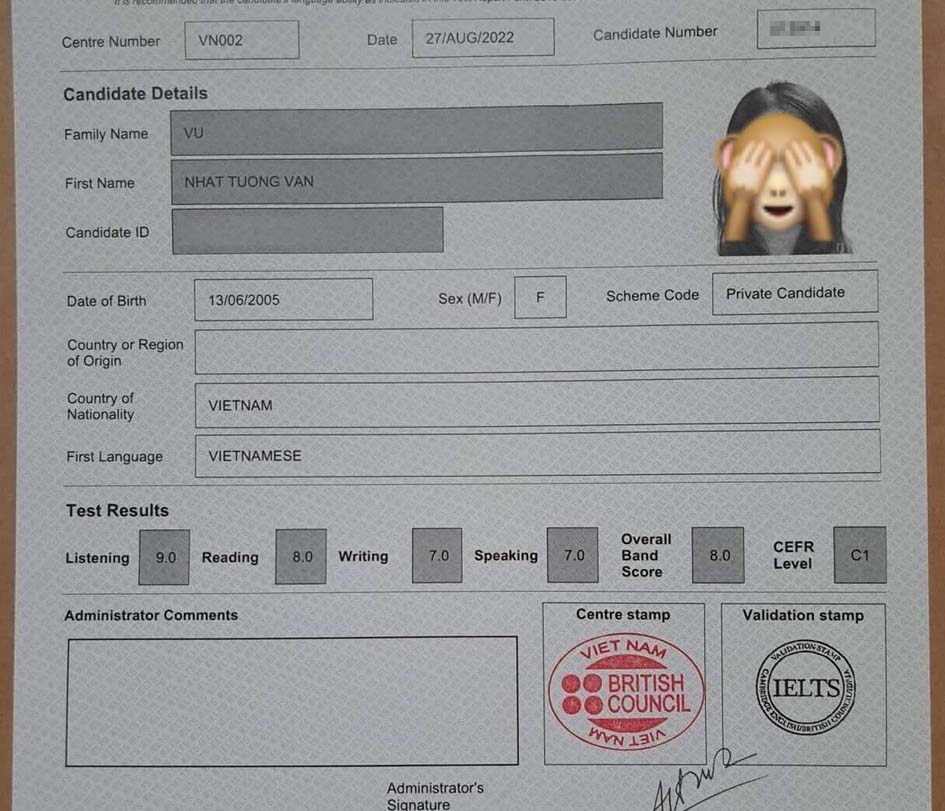 It is recommended that the candidate's language ability as indicated in this Test Report Form be
Centre Number VN002 Date 27/AUG/2022 Candidate Number
Candidate Details
Family Name VU
First Name NHAT TUONG VAN
Candidate ID
Date of Birth 13/06/2005 Sex (M/F) F Scheme Code Private Candidate
Country or Region
of Origin
Country of
Nationality VIETNAM
First Language VIETNAMESE
Test Results
Listening 9.0 Reading 8.0 Writing 7.0 Speaking 7.0 Overall Band Score 8.0 CEFR Level C1
Administrator Comments Centre stamp Validation stamp
VIET NAM
BRITISH
COUNCIL
VIET NAM
VALIDATION STAMP
IELTS
CAMBRIDGE ENGLISH/BRITISH COUNCIL/
Administrator's
Signature